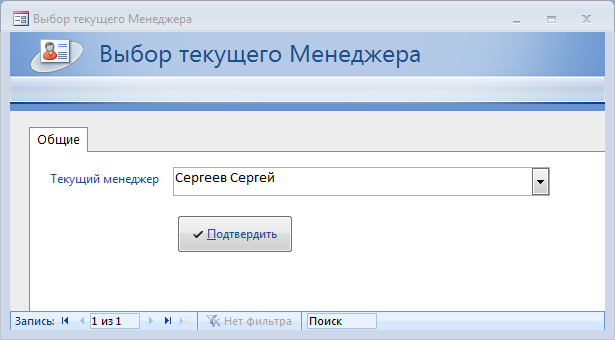 Выбор текущего Менеджера
Выбор текущего Менеджера
Общие
Текущий менеджер Сергеев Сергей
Подтвердить
Запись: 1 из 1 Нет фильтра Поиск